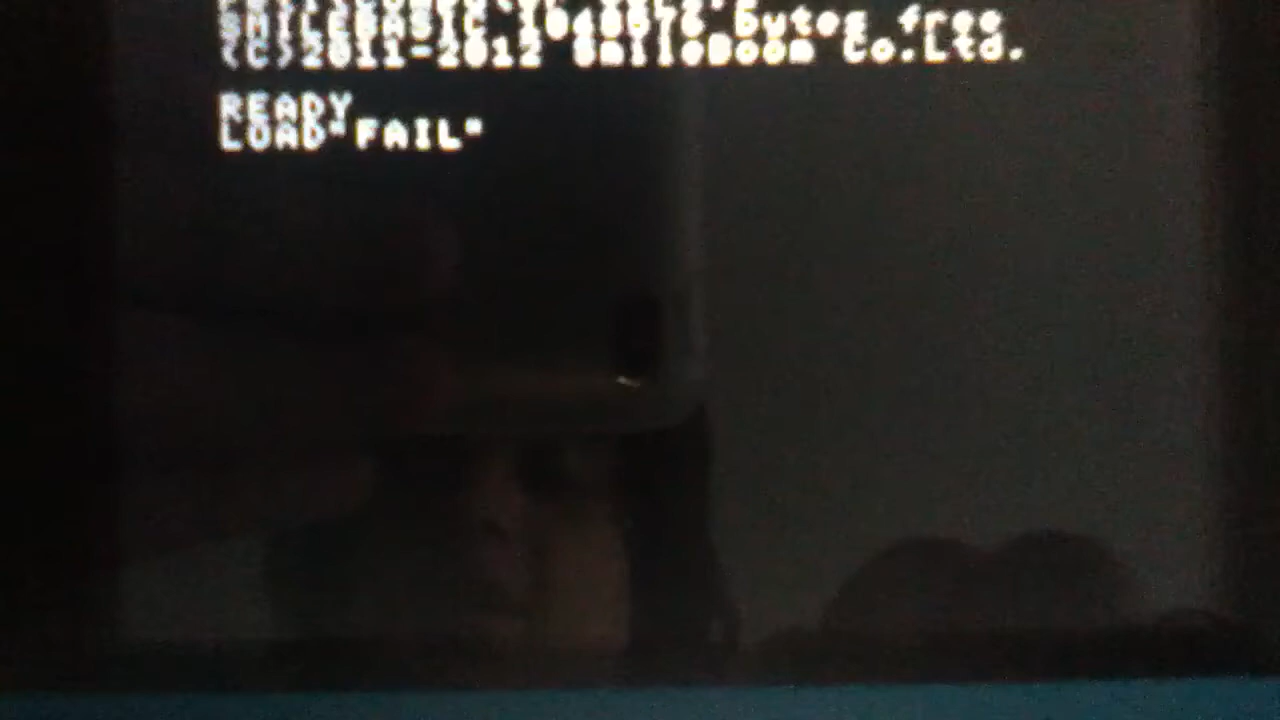 SMILEBASIC 1048576 bytes free
(C)2011-2012 SmileBoom Co.Ltd.
READY
LOAD"FAIL"